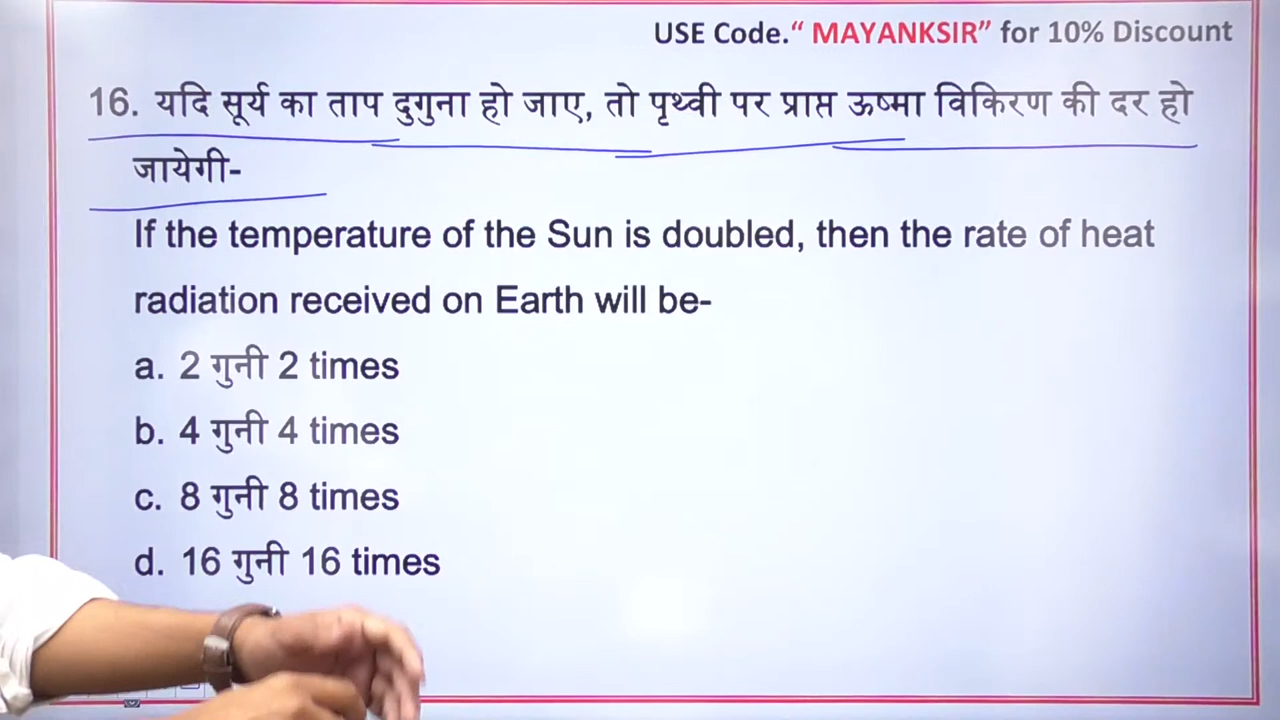 USE Code.“ MAYANKSIR” for 10% Discount
16. यदि सूर्य का ताप दुगुना हो जाए, तो पृथ्वी पर प्राप्त ऊष्मा विकिरण की दर हो
जायेगी-
If the temperature of the Sun is doubled, then the rate of heat
radiation received on Earth will be-
a. 2 गुनी 2 times
b. 4 गुनी 4 times
c. 8 गुनी 8 times
d. 16 गुनी 16 times